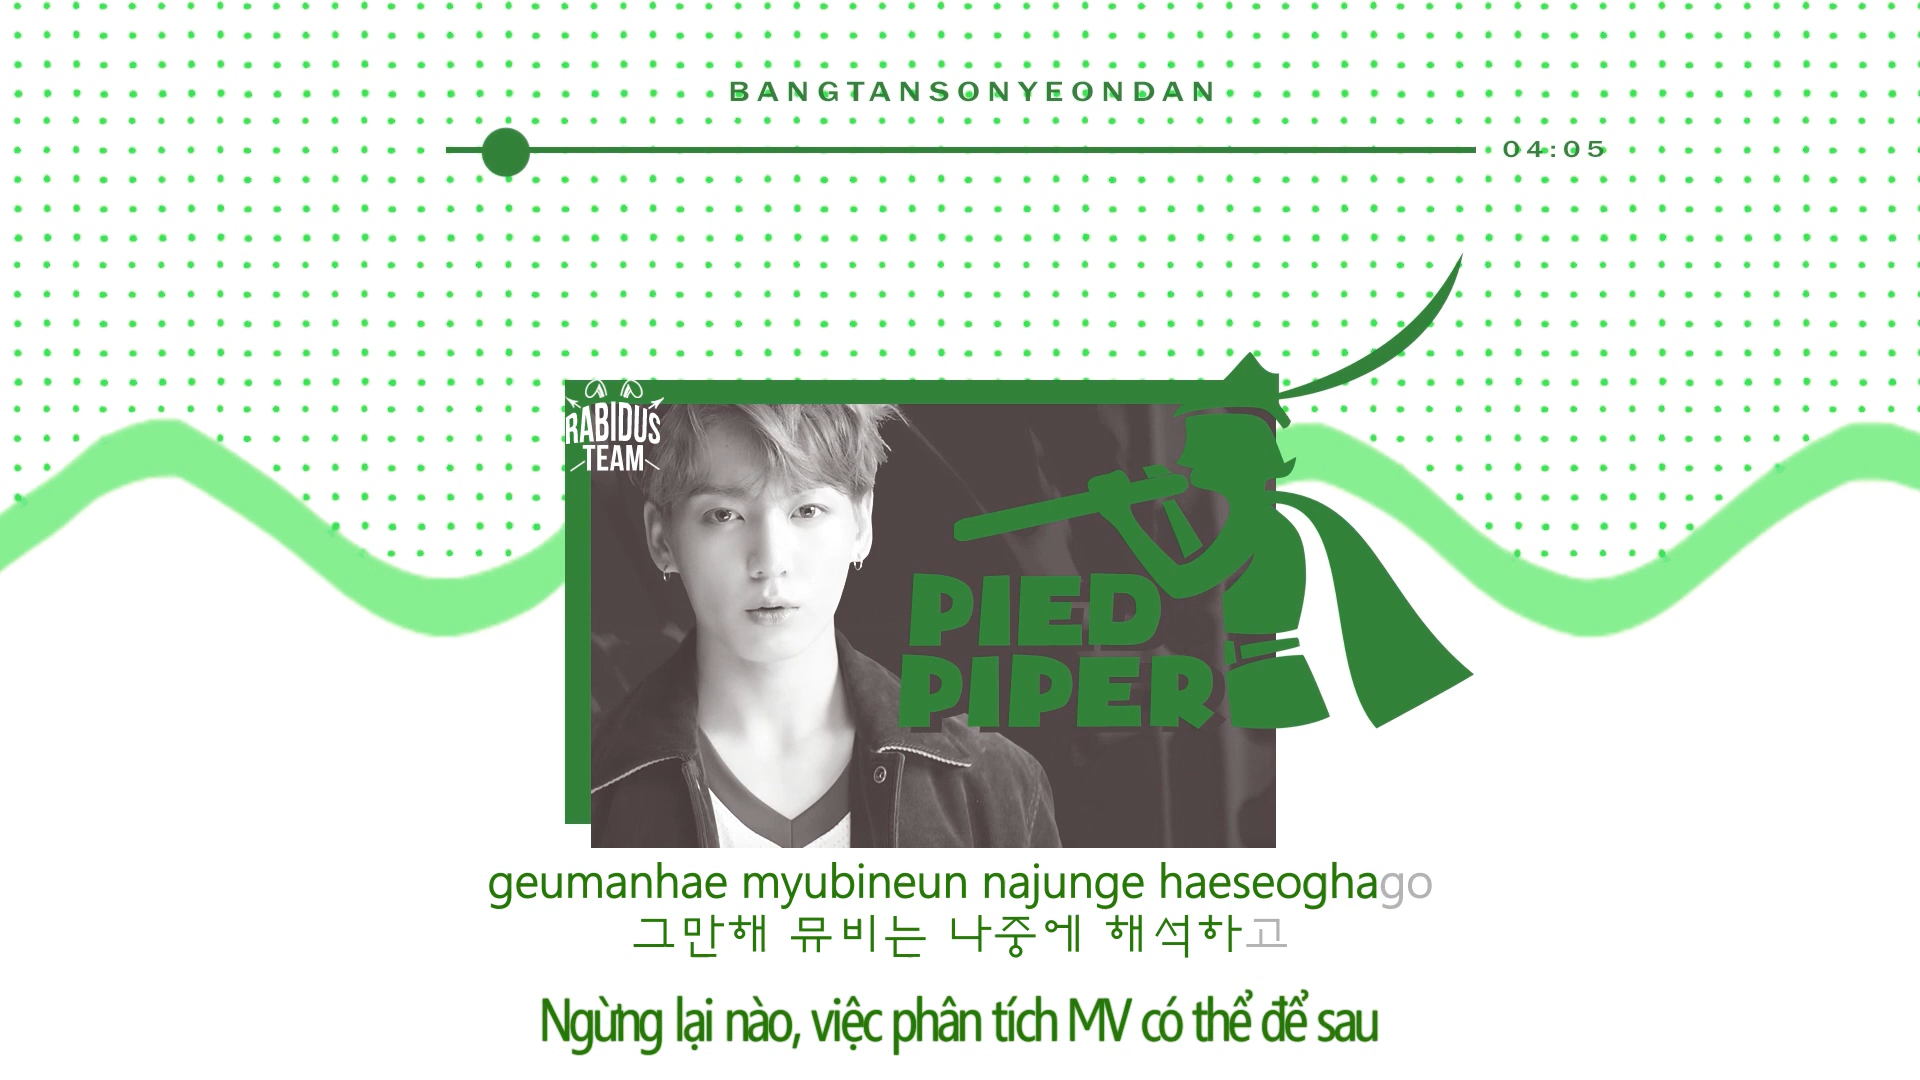 BANGTANSONYEONDAN
04:05
RABIDUS
TEAM
PIED
PIPER
geumanhae myubineun najunge haeseoghago
그만해 뮤비는 나중에 해석하고
Ngừng lại nào, việc phân tích MV có thể để sau